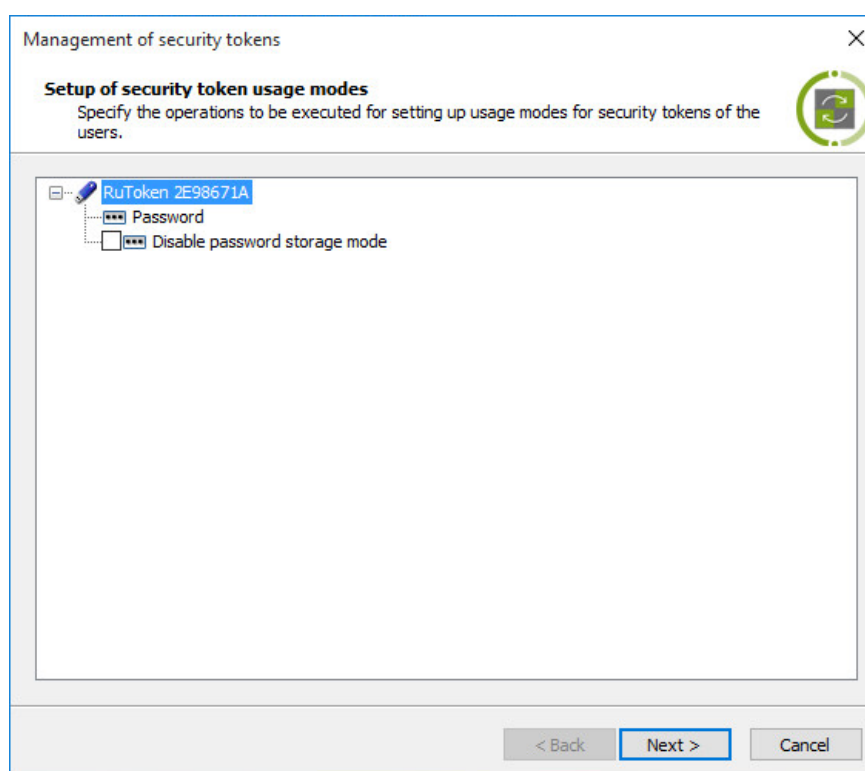 Management of security tokens
Setup of security token usage modes
Specify the operations to be executed for setting up usage modes for security tokens of the
users.
RuToken 2E98671A
Password
Disable password storage mode
< Back Next > Cancel